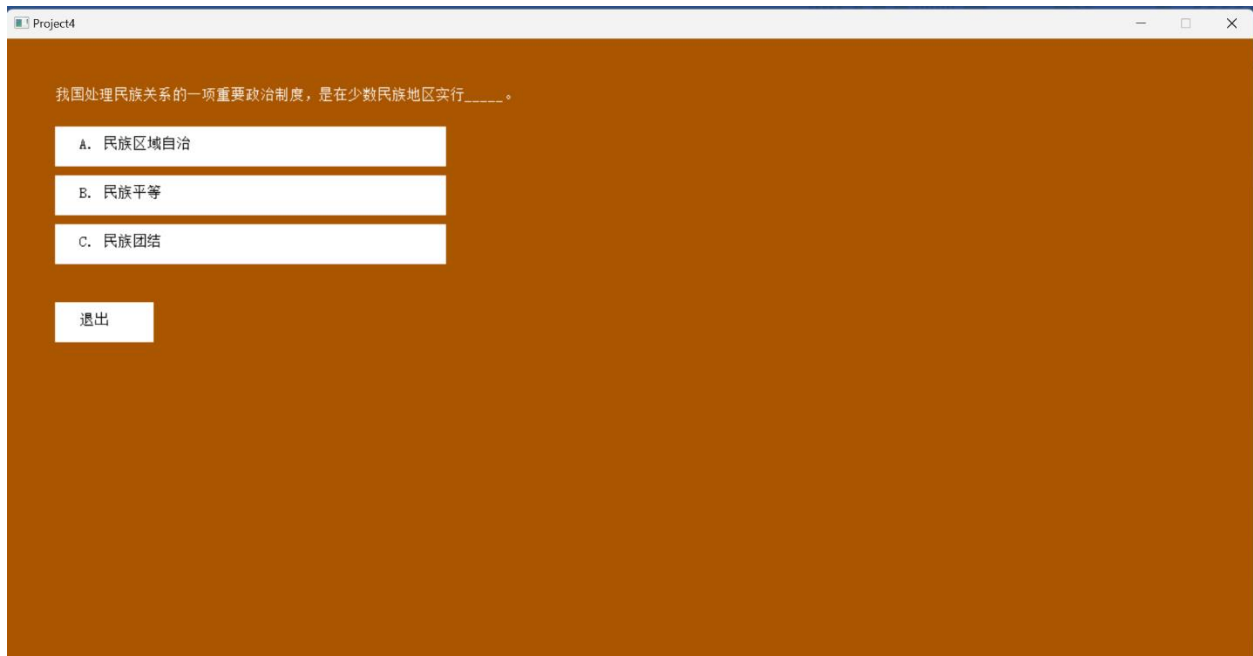 Project4
我国处理民族关系的一项重要政治制度，是在少数民族地区实行_____。
A. 民族区域自治
B. 民族平等
C. 民族团结
退出